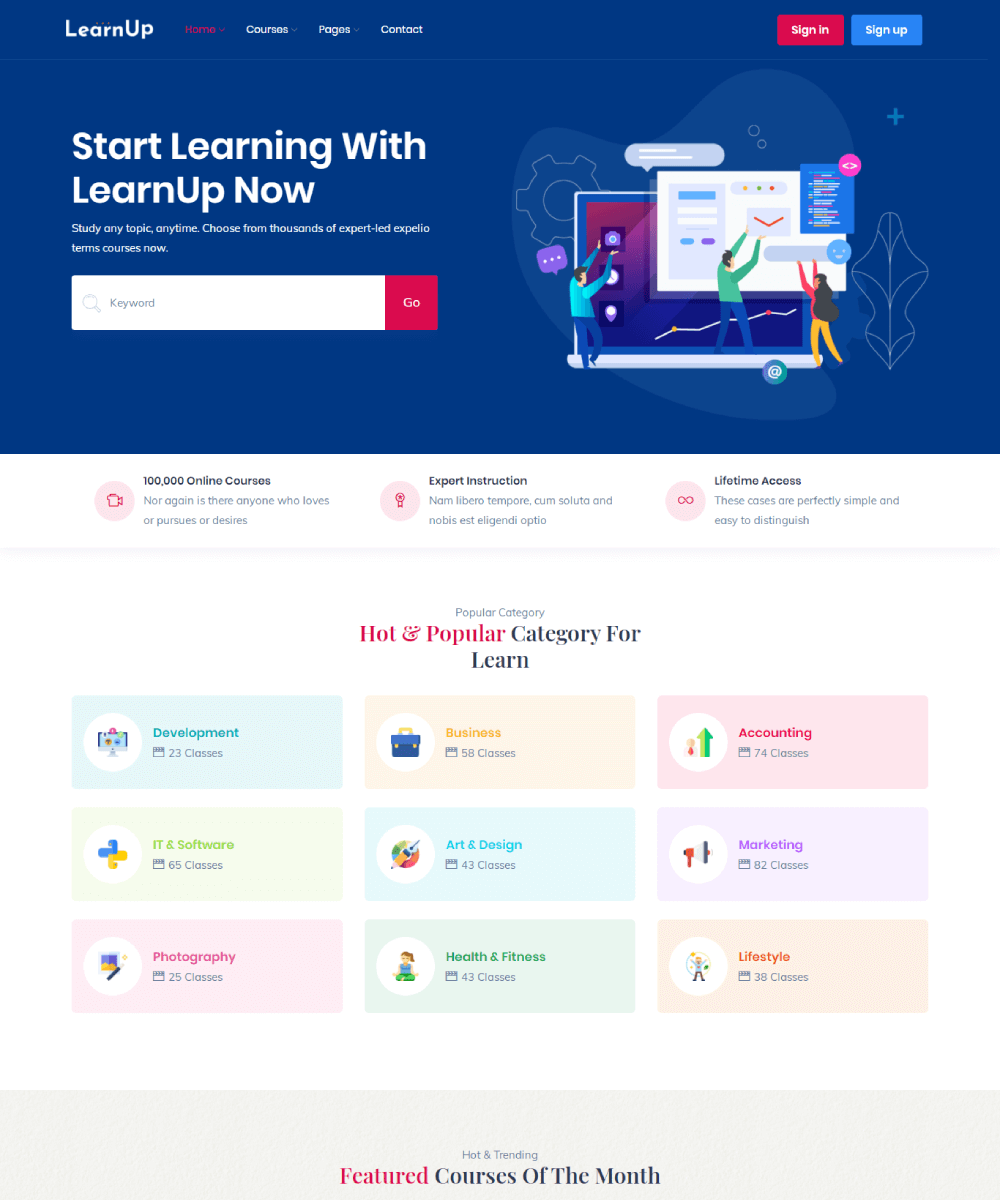 LearnUp
Home Courses Pages Contact
Sign in Sign up
Start Learning With
LearnUp Now
Study any topic, anytime. Choose from thousands of expert-led expelio
terms courses now.
Keyword Go
@
100,000 Online Courses
Nor again is there anyone who loves
or pursues or desires
Expert Instruction
Nam libero tempore, cum soluta and
nobis est eligendi optio
Lifetime Access
These cases are perfectly simple and
easy to distinguish
Popular Category
Hot & Popular Category For
Learn
Development
23 Classes
Business
58 Classes
Accounting
74 Classes
IT & Software
65 Classes
Art & Design
43 Classes
Marketing
82 Classes
Photography
25 Classes
Health & Fitness
43 Classes
Lifestyle
38 Classes
Hot & Trending
Featured Courses Of The Month